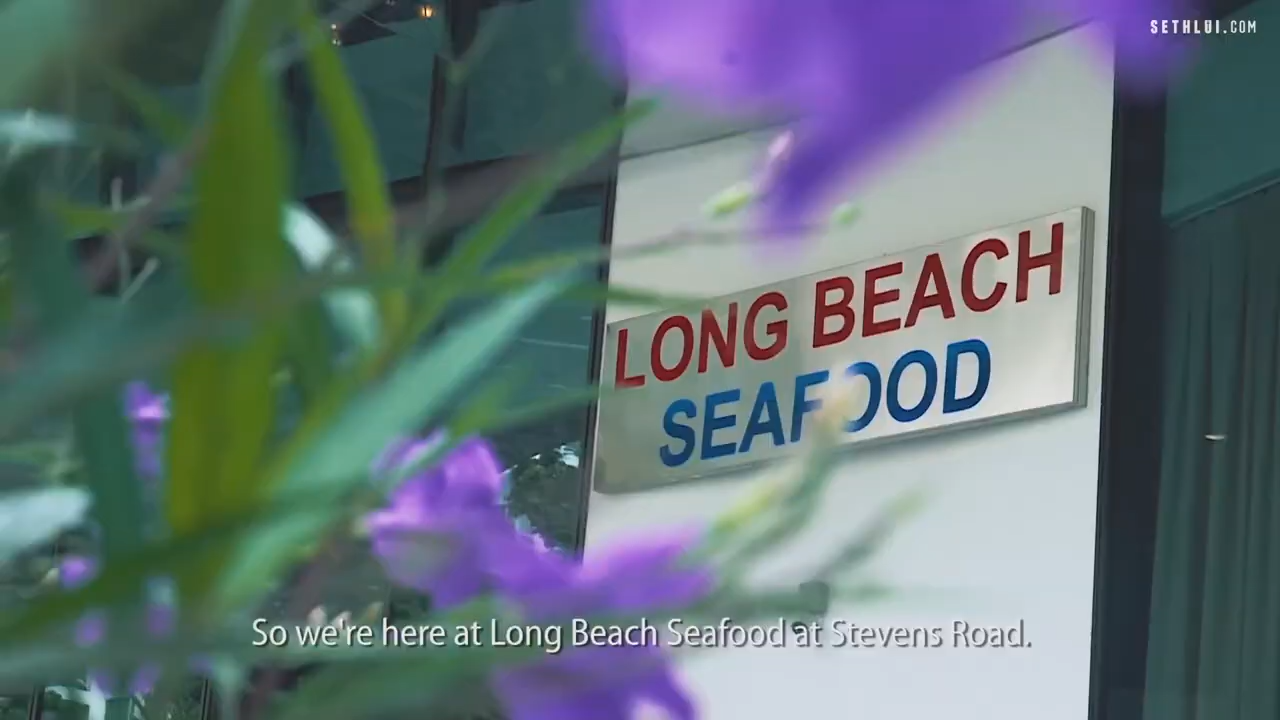 SETHLUI.COM
LONG BEACH
SEAFOOD
So we're here at Long Beach Seafood at Stevens Road.